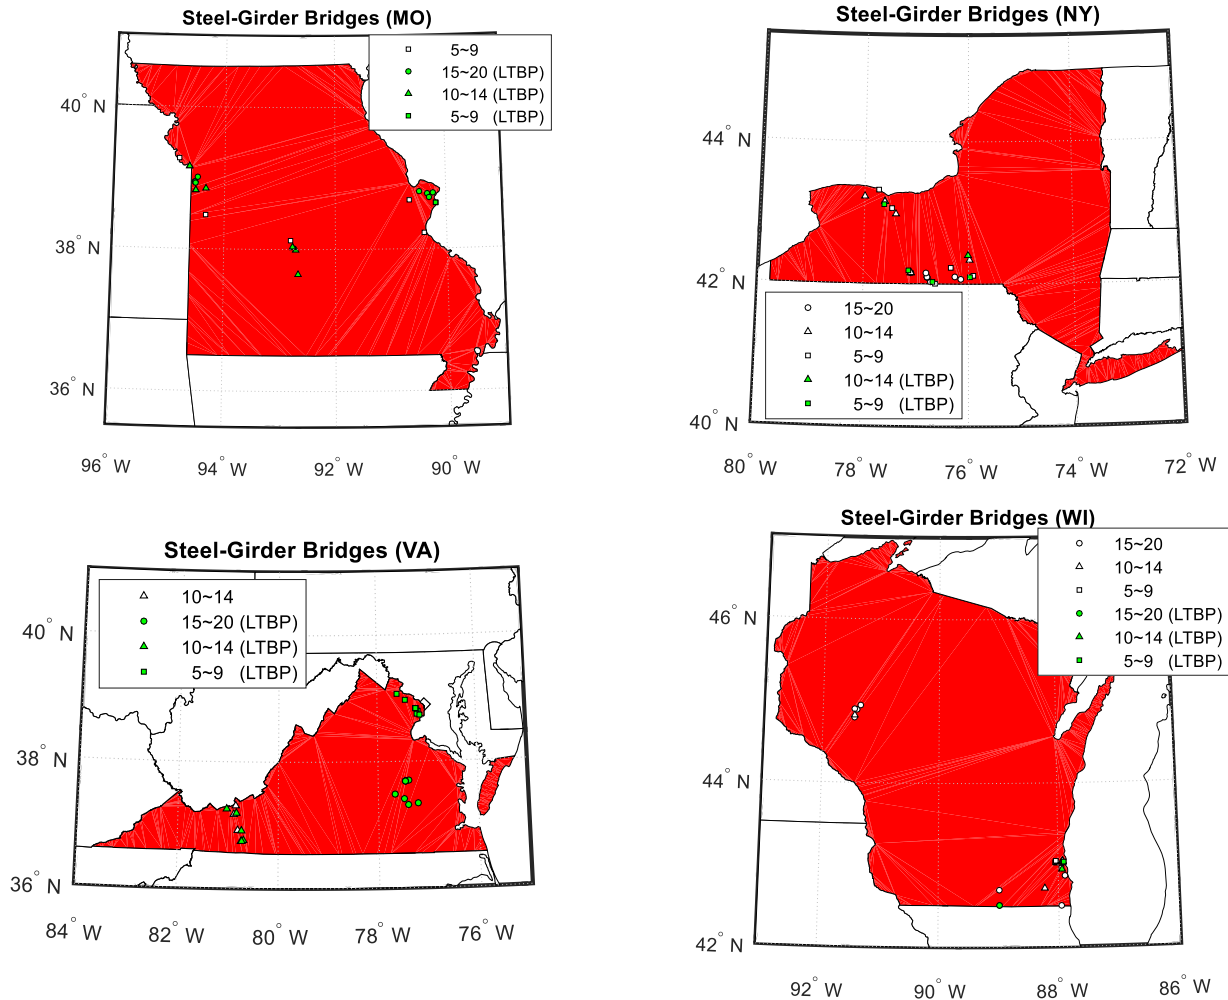 Steel-Girder Bridges (MO)
5~9
15~20 (LTBP)
10~14 (LTBP)
5~9 (LTBP)
40° N
38° N
36° N
96° W
94° W
92° W
90° W
Steel-Girder Bridges (NY)
44° N
42° N
40° N
15~20
10~14
5~9
10~14 (LTBP)
5~9 (LTBP)
80° W
78° W
76° W
74° W
72° W
Steel-Girder Bridges (VA)
10~14
15~20 (LTBP)
10~14 (LTBP)
5~9 (LTBP)
40° N
38° N
36° N
84° W
82° W
80° W
78° W
76° W
Steel-Girder Bridges (WI)
15~20
10~14
5~9
15~20 (LTBP)
10~14 (LTBP)
5~9 (LTBP)
46° N
44° N
42° N
92° W
90° W
88° W
86° W